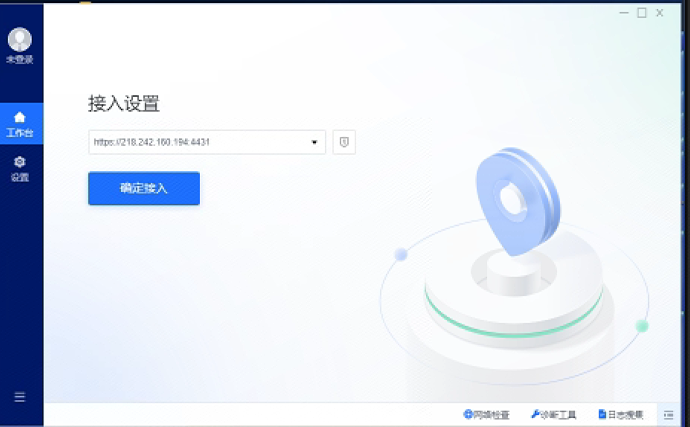 未登录
工作台
设置
接入设置
https://218.242.160.194:4431
确定接入
网络检查
诊断工具
日志搜集